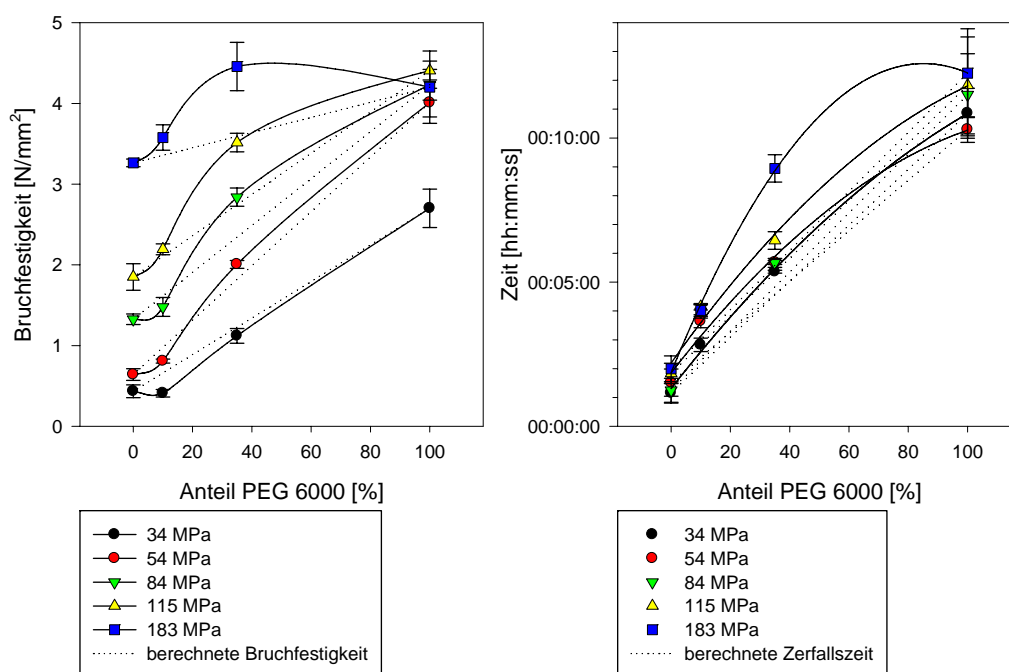 Bruchfestigkeit [N/mm²]
5
4
3
2
1
0
0 20 40 60 80 100
Anteil PEG 6000 [%]
34 MPa
54 MPa
84 MPa
115 MPa
183 MPa
berechnete Bruchfestigkeit
Zeit [hh:mm:ss]
00:10:00
00:05:00
00:00:00
0 20 40 60 80 100
Anteil PEG 6000 [%]
34 MPa
54 MPa
84 MPa
115 MPa
183 MPa
berechnete Zerfallszeit